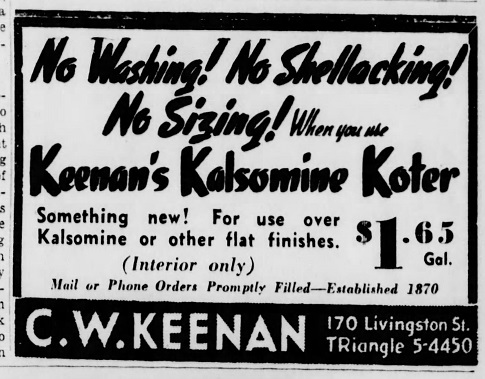 No Washing! No Shellacking!
No Sizing! When you use
Keenan's Kalsomine Koter
Something new! For use over
Kalsomine or other flat finishes.
(Interior only)
$1.65
Gal.
Mail or Phone Orders Promptly Filled—Established 1870
C.W. KEENAN
170 Livingston St.
TRiangle 5-4450